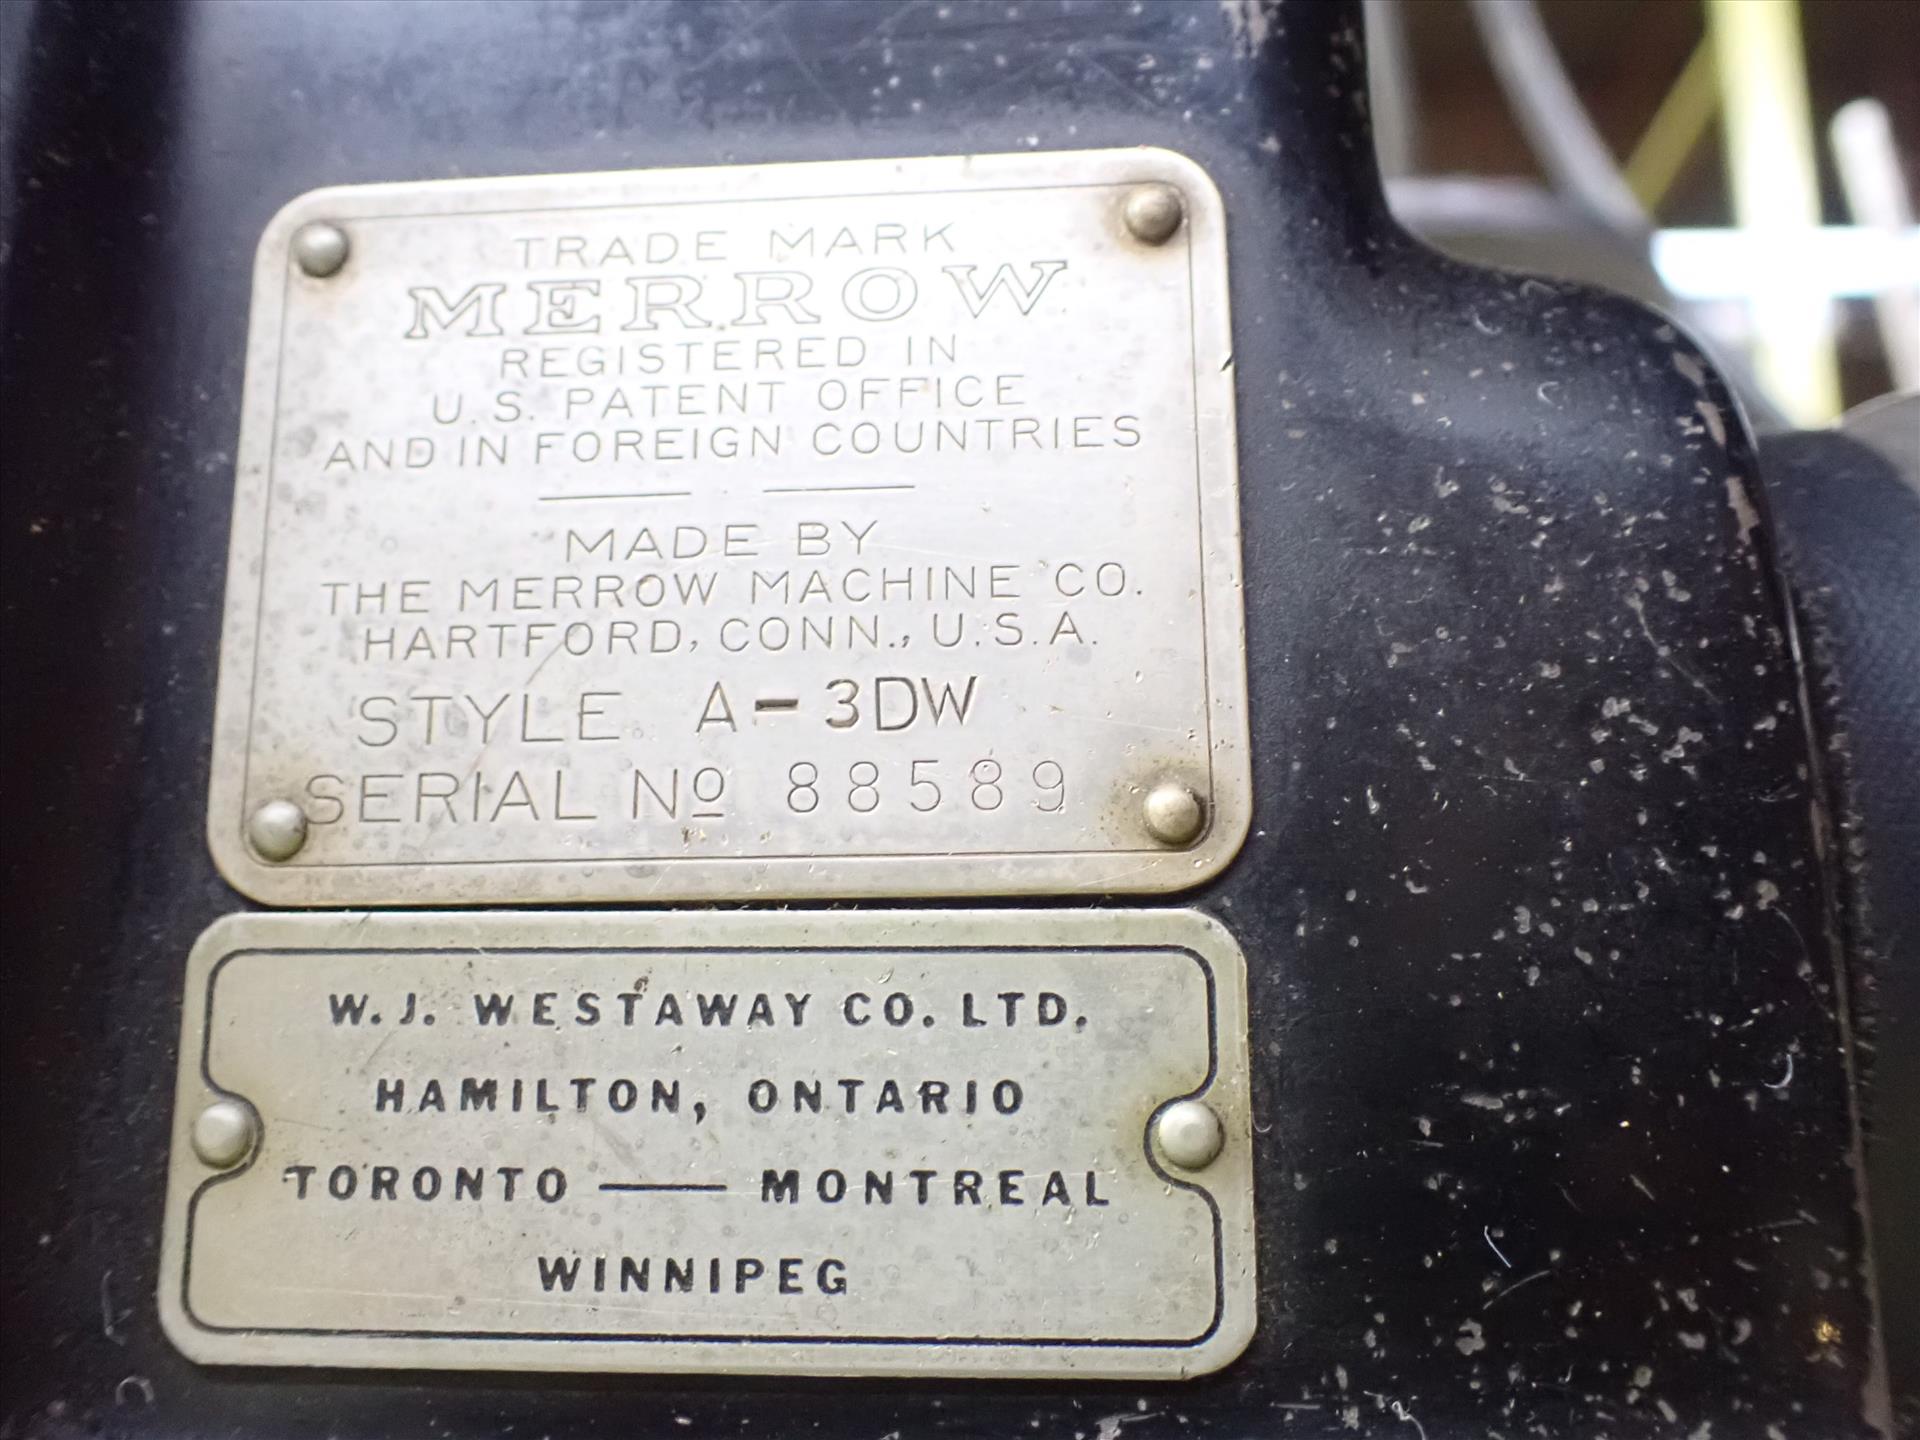 TRADE MARK
MERROW
REGISTERED IN
U.S. PATENT OFFICE
AND IN FOREIGN COUNTRIES
MADE BY
THE MERROW MACHINE CO.
HARTFORD, CONN., U.S.A.
STYLE A-3DW
SERIAL Nº 88589
W.J. WESTAWAY CO. LTD.
HAMILTON, ONTARIO
TORONTO — MONTREAL
WINNIPEG